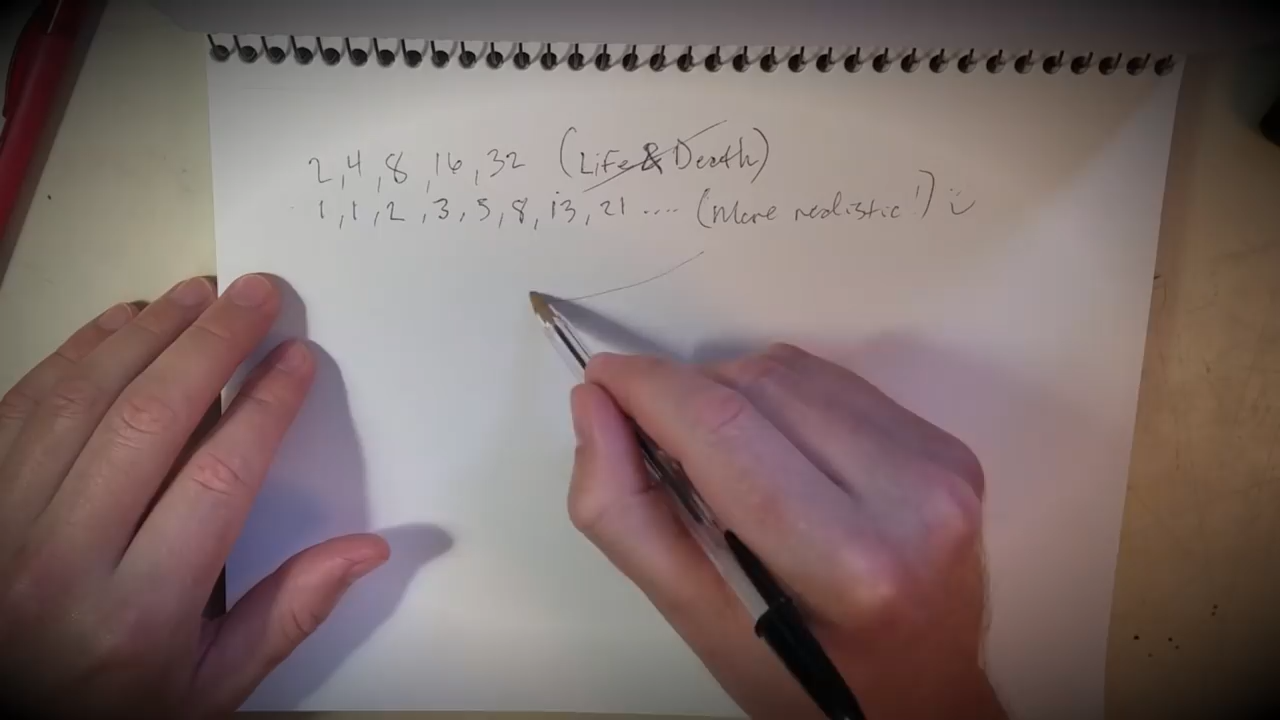 2,4,8,16,32 (Life & Death)
1,1,2,3,5,8,13,21 .... (More realistic!) :)